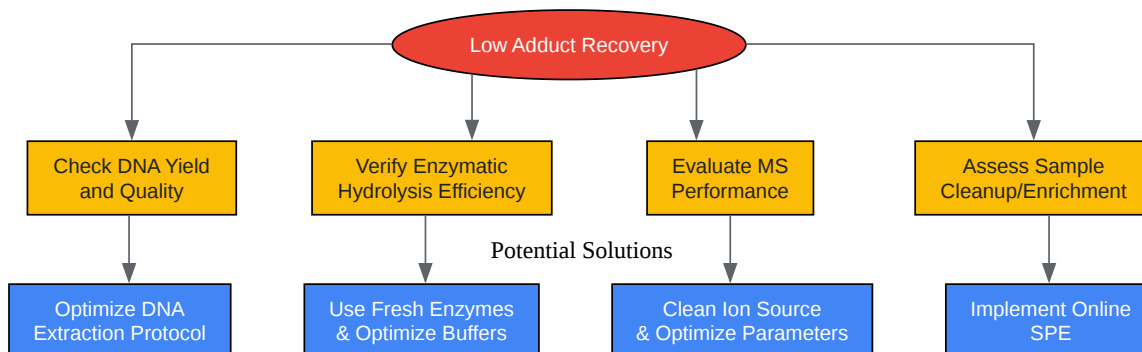 Low Adduct Recovery
Check DNA Yield
and Quality
Verify Enzymatic
Hydrolysis Efficiency
Evaluate MS
Performance
Assess Sample
Cleanup/Enrichment
Potential Solutions
Optimize DNA
Extraction Protocol
Use Fresh Enzymes
& Optimize Buffers
Clean Ion Source
& Optimize Parameters
Implement Online
SPE